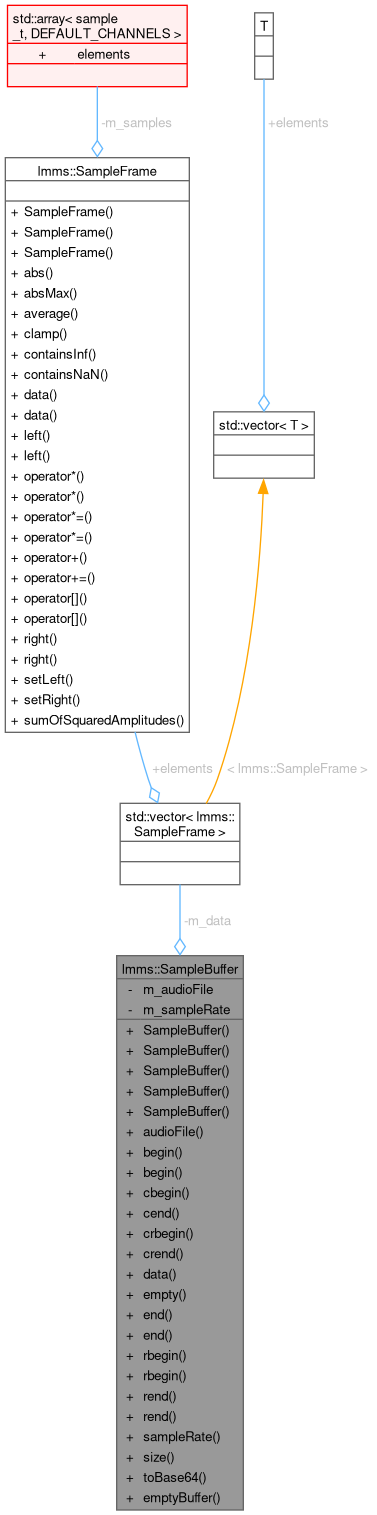 std::array< sample
_t, DEFAULT_CHANNELS >
+ elements
T
-m_samples
+elements
lmms::SampleFrame
+ SampleFrame()
+ SampleFrame()
+ SampleFrame()
+ abs()
+ absMax()
+ average()
+ clamp()
+ containsInf()
+ containsNaN()
+ data()
+ data()
+ left()
+ left()
+ operator*()
+ operator*()
+ operator*=()
+ operator*=()
+ operator+()
+ operator+=()
+ operator[]()
+ operator[]()
+ right()
+ right()
+ setLeft()
+ setRight()
+ sumOfSquaredAmplitudes()
std::vector< T >
+elements
< lmms::SampleFrame >
std::vector< lmms::
SampleFrame >
-m_data
lmms::SampleBuffer
- m_audioFile
- m_sampleRate
+ SampleBuffer()
+ SampleBuffer()
+ SampleBuffer()
+ SampleBuffer()
+ SampleBuffer()
+ audioFile()
+ begin()
+ begin()
+ cbegin()
+ cend()
+ crbegin()
+ crend()
+ data()
+ empty()
+ end()
+ end()
+ rbegin()
+ rbegin()
+ rend()
+ rend()
+ sampleRate()
+ size()
+ toBase64()
+ emptyBuffer()